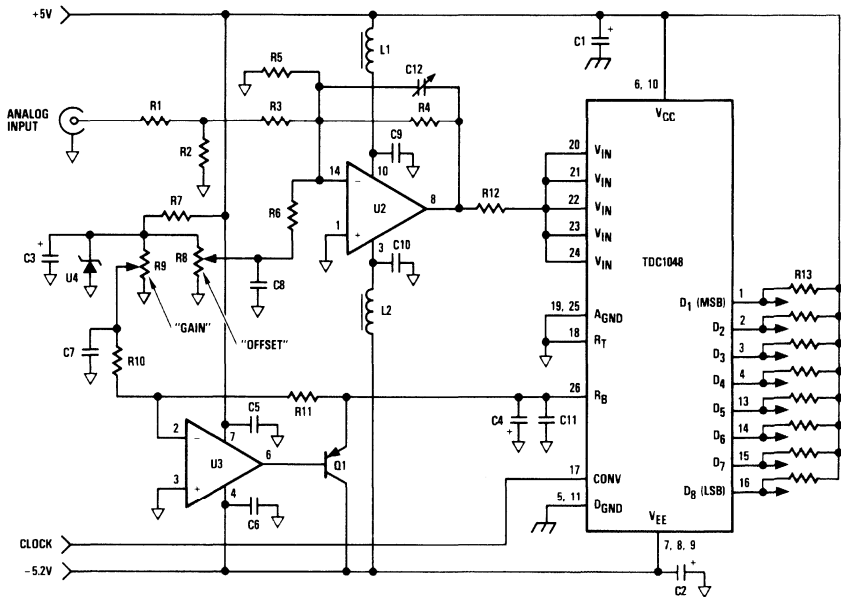 +5V
L1
C1
+
6, 10
VCC
R5
C12
ANALOG
INPUT
R1
R3
R4
R2
C9
10
14
−
U2
8
R12
1
+
3
C10
20
VIN
21
VIN
22
VIN
23
VIN
24
VIN
TDC1048
R7
R6
+
C3
U4
R9
R8
C8
L2
"GAIN"
"OFFSET"
19, 25
AGND
18
RT
R13
1
D1 (MSB)
2
D2
3
D3
4
D4
13
D5
14
D6
15
D7
16
D8 (LSB)
C7
R10
R11
26
RB
C4
+
C11
2
−
7
C5
U3
6
Q1
3
+
4
C6
17
CONV
5, 11
DGND
VEE
CLOCK
7, 8, 9
−5.2V
C2
+